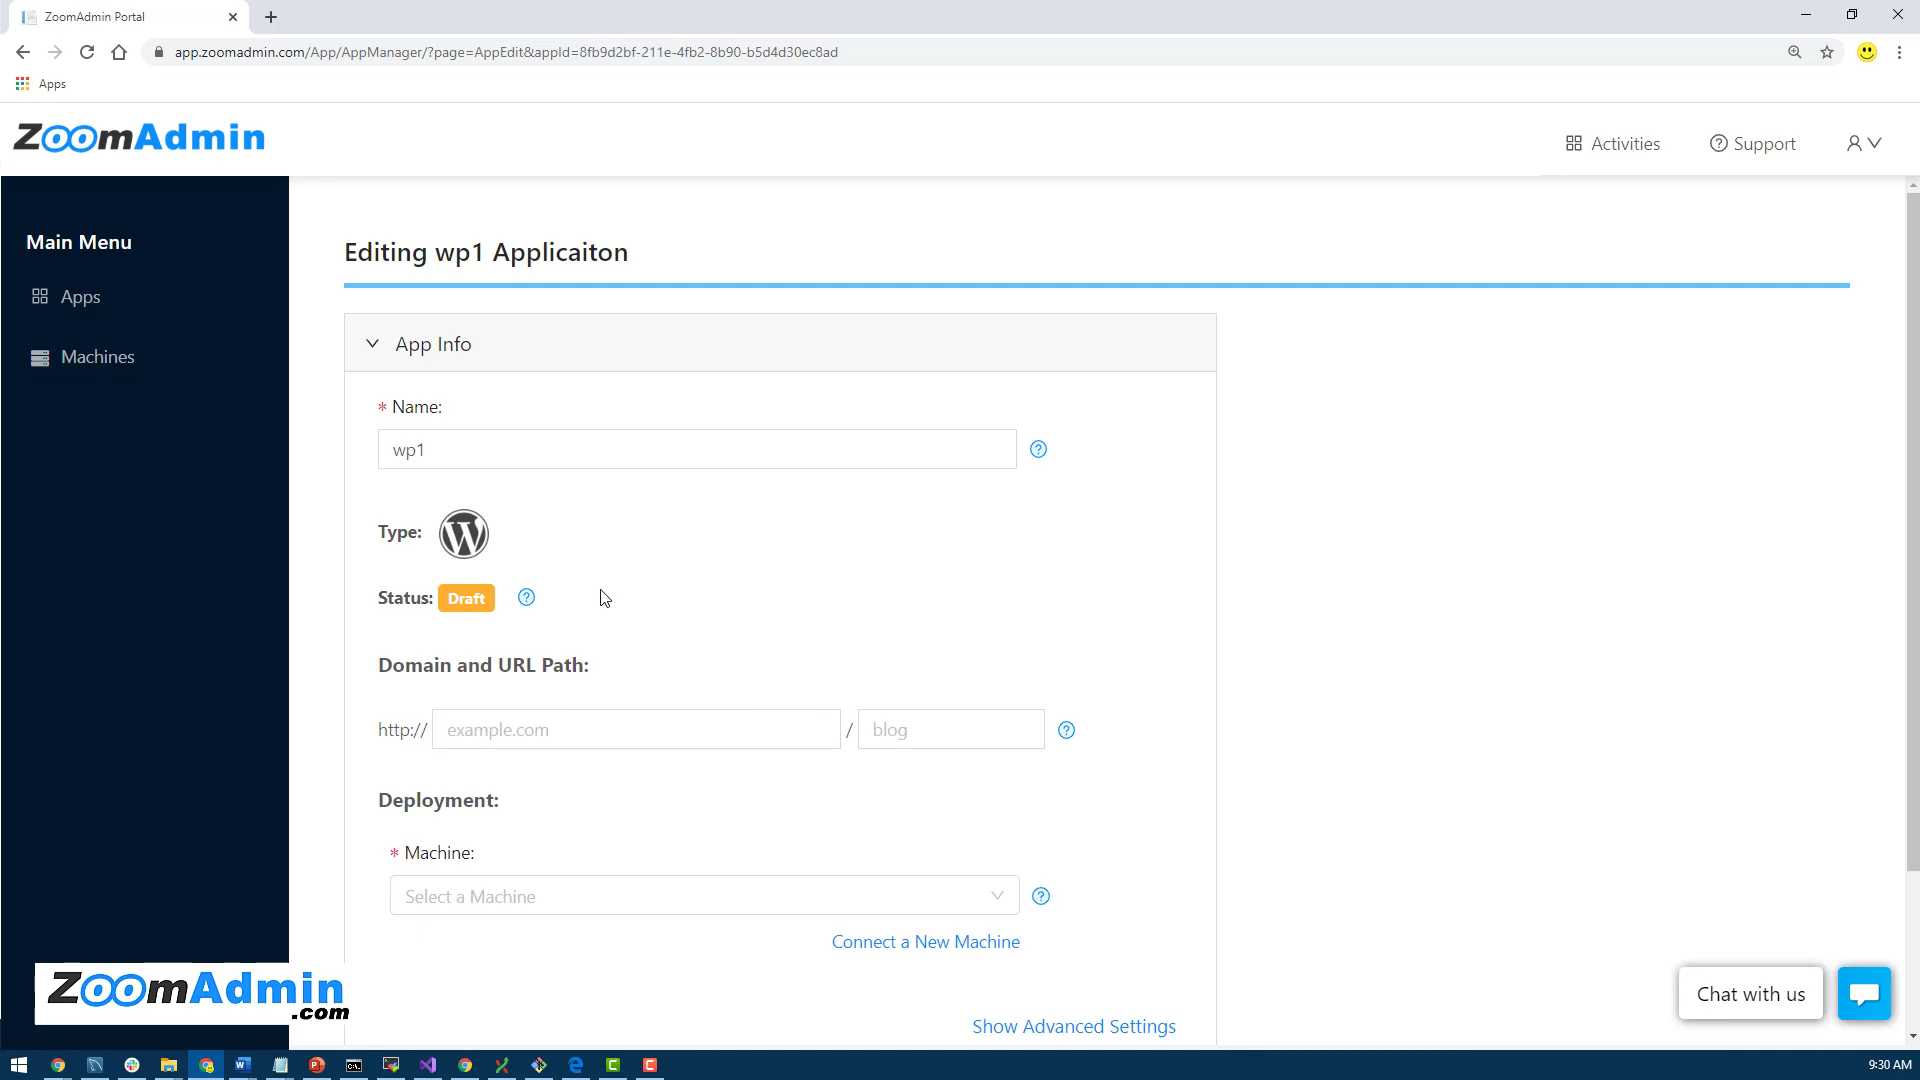 ZoomAdmin Portal
app.zoomadmin.com/App/AppManager/?page=AppEdit&appId=8fb9d2bf-211e-4fb2-8b90-b5d4d30ec8ad
Apps
ZoomAdmin
Activities
Support
Main Menu
Apps
Machines
Editing wp1 Applicaiton
App Info
* Name:
wp1
Type:
Status: Draft
Domain and URL Path:
http:// example.com / blog
Deployment:
* Machine:
Select a Machine
Connect a New Machine
ZoomAdmin
.com
Chat with us
Show Advanced Settings
9:30 AM